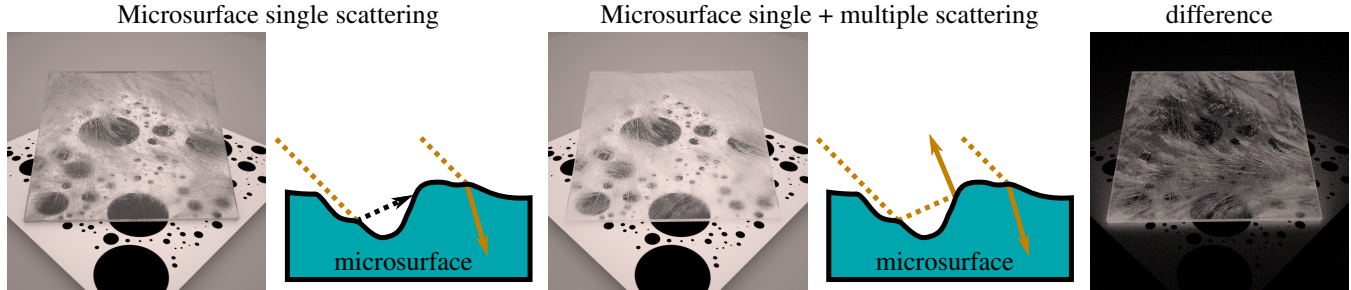 Microsurface single scattering
Microsurface single + multiple scattering
difference
microsurface
microsurface